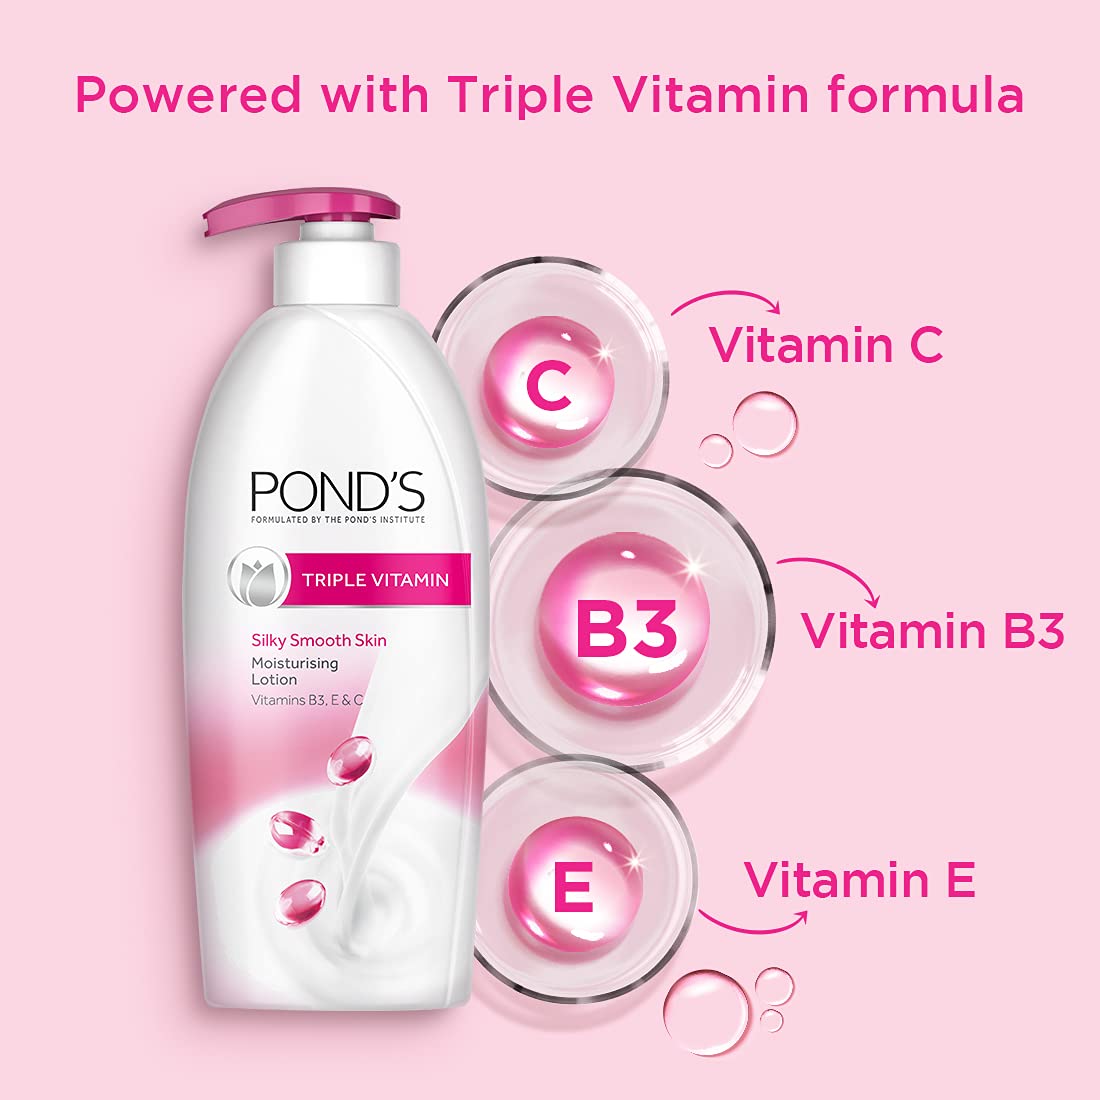 Powered with Triple Vitamin formula
POND'S
FORMULATED BY THE POND'S INSTITUTE
TRIPLE VITAMIN
Silky Smooth Skin
Moisturising
Lotion
Vitamins B3, E & C
C
Vitamin C
B3
Vitamin B3
E
Vitamin E